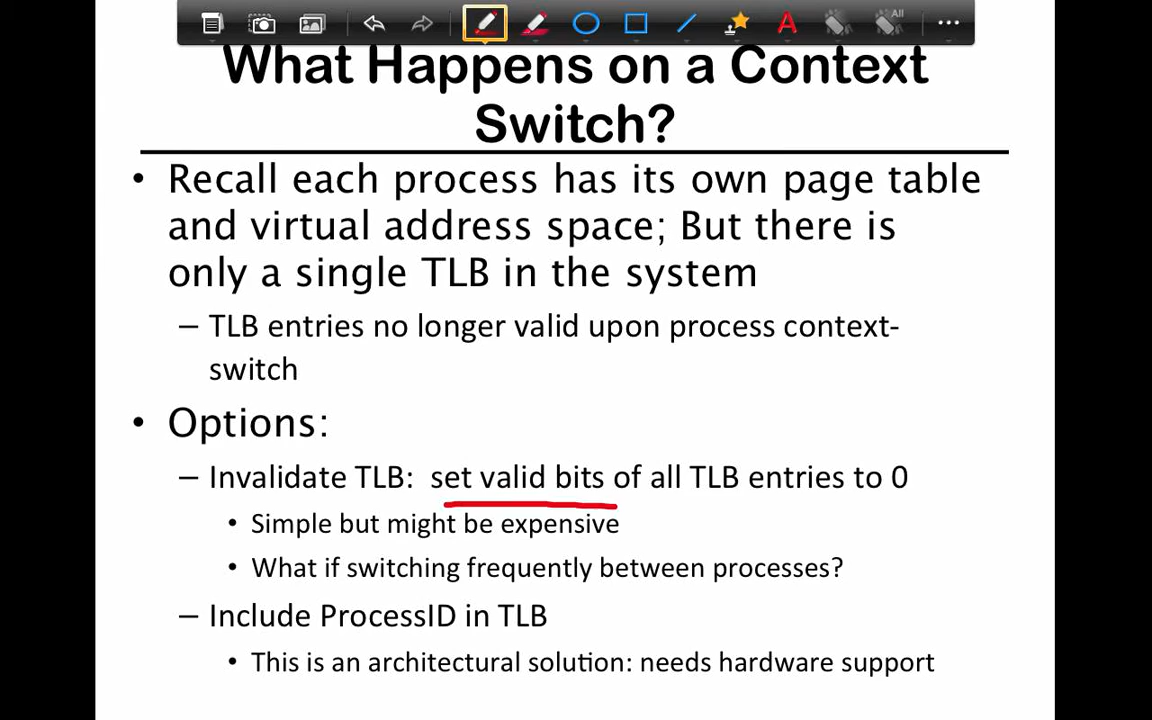 All
A
What Happens on a Context
Switch?
• Recall each process has its own page table
and virtual address space; But there is
only a single TLB in the system
– TLB entries no longer valid upon process context-
switch
• Options:
– Invalidate TLB: set valid bits of all TLB entries to 0
• Simple but might be expensive
• What if switching frequently between processes?
– Include ProcessID in TLB
• This is an architectural solution: needs hardware support